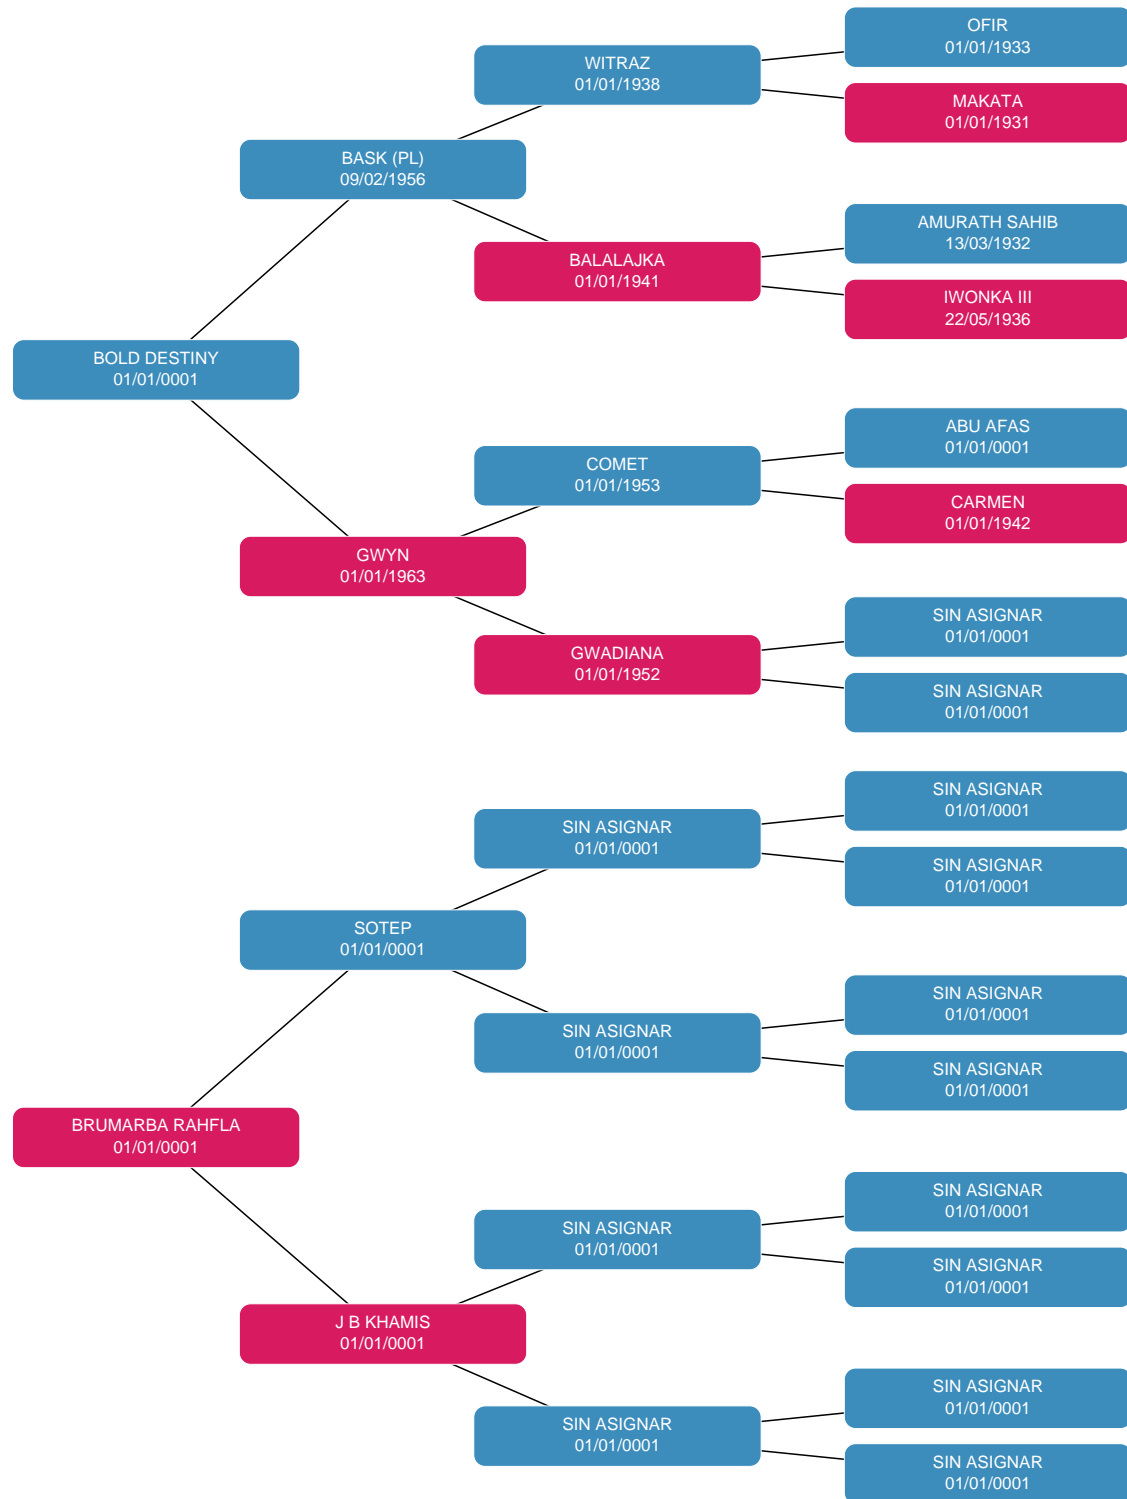 OFIR
01/01/1933
WITRAZ
01/01/1938
MAKATA
01/01/1931
BASK (PL)
09/02/1956
AMURATH SAHIB
13/03/1932
BALALAJKA
01/01/1941
IWONKA III
22/05/1936
BOLD DESTINY
01/01/0001
ABU AFAS
01/01/0001
COMET
01/01/1953
CARMEN
01/01/1942
GWYN
01/01/1963
SIN ASIGNAR
01/01/0001
GWADIANA
01/01/1952
SIN ASIGNAR
01/01/0001
SIN ASIGNAR
01/01/0001
SIN ASIGNAR
01/01/0001
SIN ASIGNAR
01/01/0001
SOTEP
01/01/0001
SIN ASIGNAR
01/01/0001
SIN ASIGNAR
01/01/0001
SIN ASIGNAR
01/01/0001
BRUMARBA RAHFLA
01/01/0001
SIN ASIGNAR
01/01/0001
SIN ASIGNAR
01/01/0001
SIN ASIGNAR
01/01/0001
J B KHAMIS
01/01/0001
SIN ASIGNAR
01/01/0001
SIN ASIGNAR
01/01/0001
SIN ASIGNAR
01/01/0001